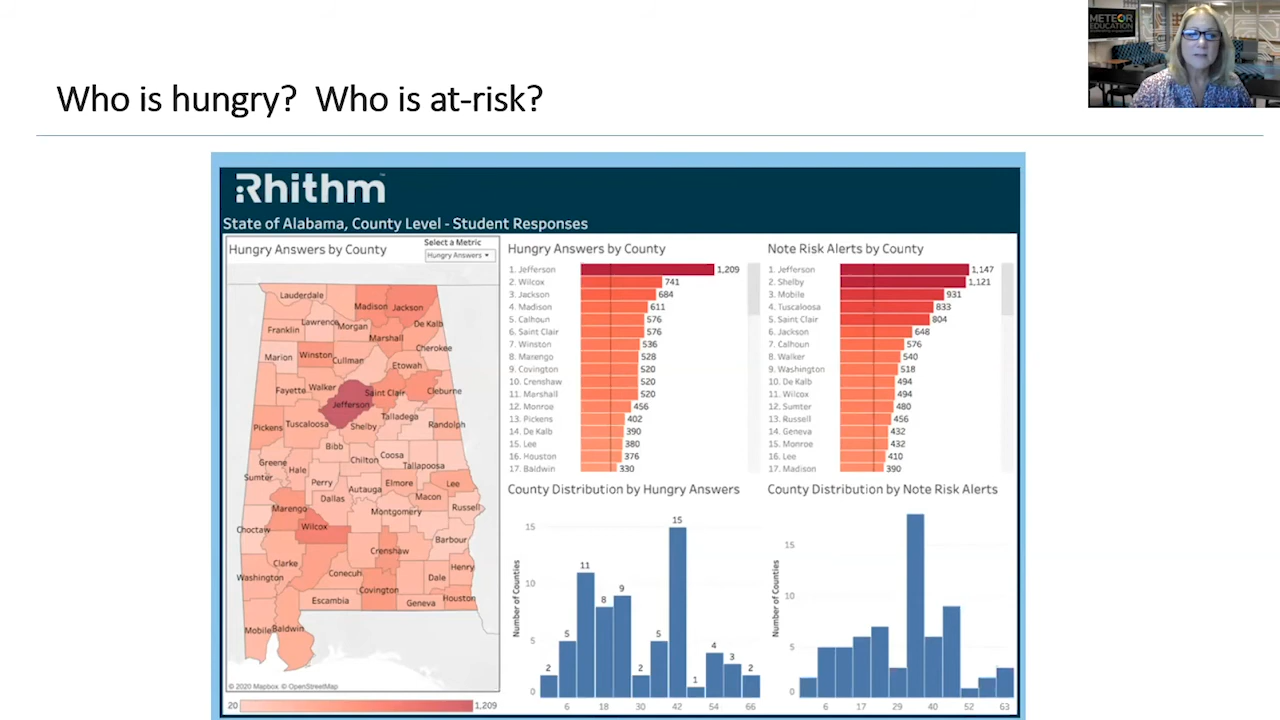 METEOR
EDUCATION
Who is hungry? Who is at-risk?
Rhithm
State of Alabama, County Level - Student Responses
Hungry Answers by County
Select a Metric
Hungry Answers
Lauderdale
Madison
Jackson
Lawrence
Franklin
Morgan
De Kalb
Marshall
Cherokee
Marion
Winston
Cullman
Etowah
Fayette
Walker
Saint Clair
Cleburne
Jefferson
Pickens
Tuscaloosa
Shelby
Talladega
Randolph
Bibb
Greene
Hale
Chilton
Coosa
Tallapoosa
Sumter
Perry
Autauga
Elmore
Lee
Dallas
Macon
Marengo
Montgomery
Russell
Choctaw
Wilcox
Barbour
Crenshaw
Clarke
Washington
Conecuh
Dale
Henry
Covington
Escambia
Geneva
Houston
Mobile
Baldwin
© 2020 Mapbox © OpenStreetMap
20
1,209
Hungry Answers by County
1. Jefferson 1,209
2. Wilcox 741
3. Jackson 684
4. Madison 611
5. Calhoun 576
6. Saint Clair 576
7. Winston 536
8. Marengo 528
9. Covington 520
10. Crenshaw 520
11. Marshall 520
12. Monroe 456
13. Pickens 402
14. De Kalb 390
15. Lee 380
16. Houston 376
17. Baldwin 330
Note Risk Alerts by County
1. Jefferson 1,147
2. Shelby 1,121
3. Mobile 931
4. Tuscaloosa 833
5. Saint Clair 804
6. Jackson 648
7. Calhoun 576
8. Walker 540
9. Washington 518
10. De Kalb 494
11. Wilcox 494
12. Sumter 480
13. Russell 456
14. Geneva 432
15. Monroe 432
16. Lee 410
17. Madison 390
County Distribution by Hungry Answers
Number of Counties
15
10
5
0
2 5 11 8 9 2 5 15 1 4 3 2
6 18 30 42 54 66
County Distribution by Note Risk Alerts
Number of Counties
15
10
5
0
6 17 29 40 52 63